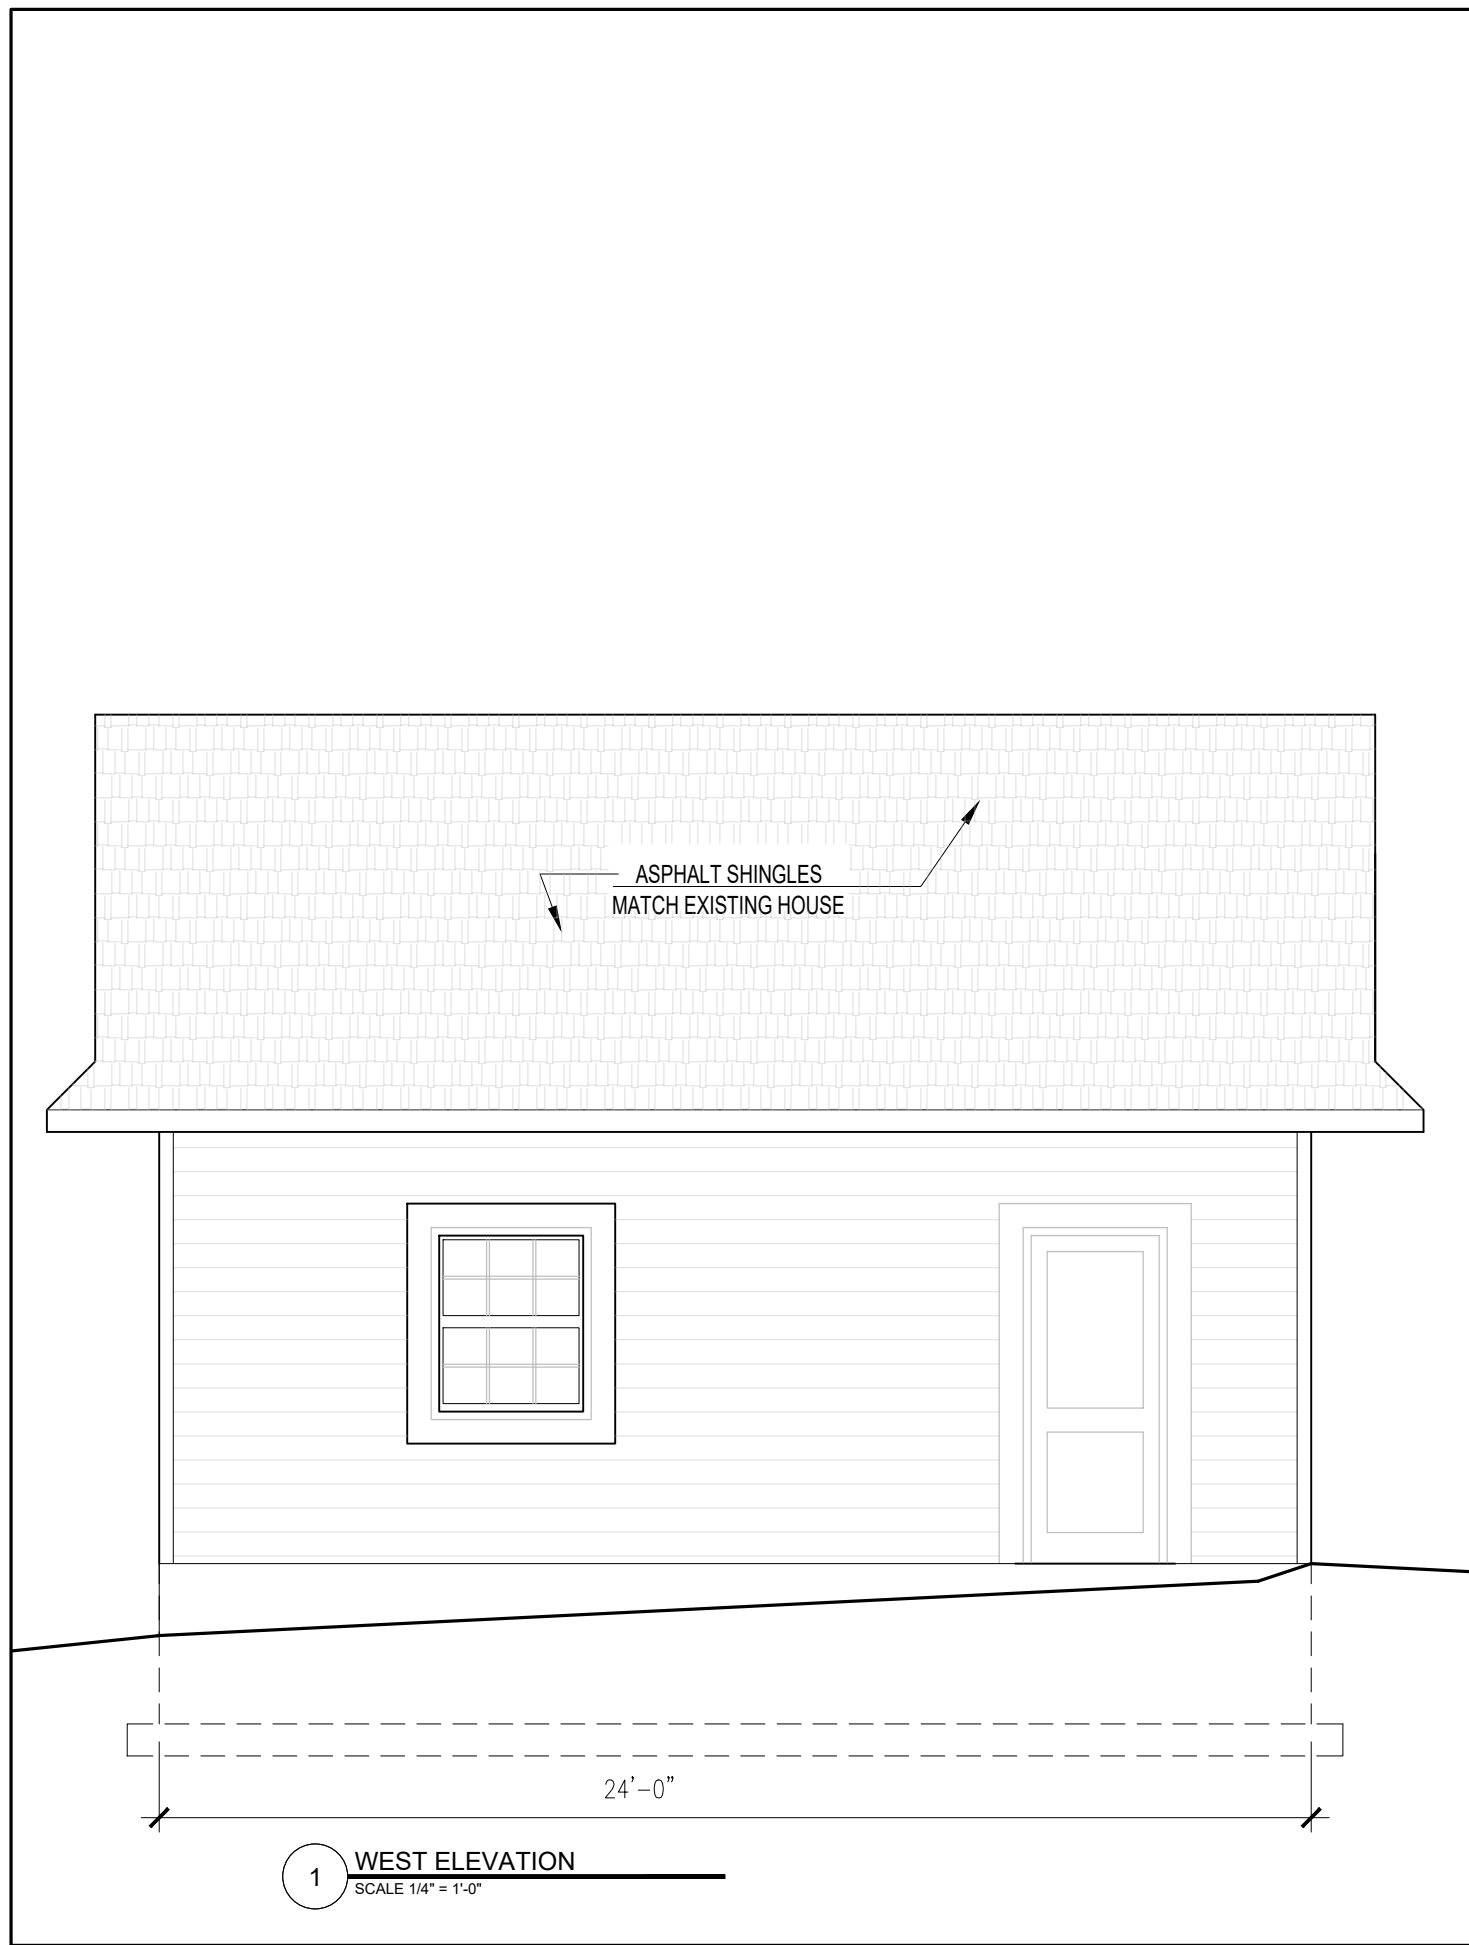 ASPHALT SHINGLES
MATCH EXISTING HOUSE
24'-0"
1
WEST ELEVATION
SCALE 1/4" = 1'-0"